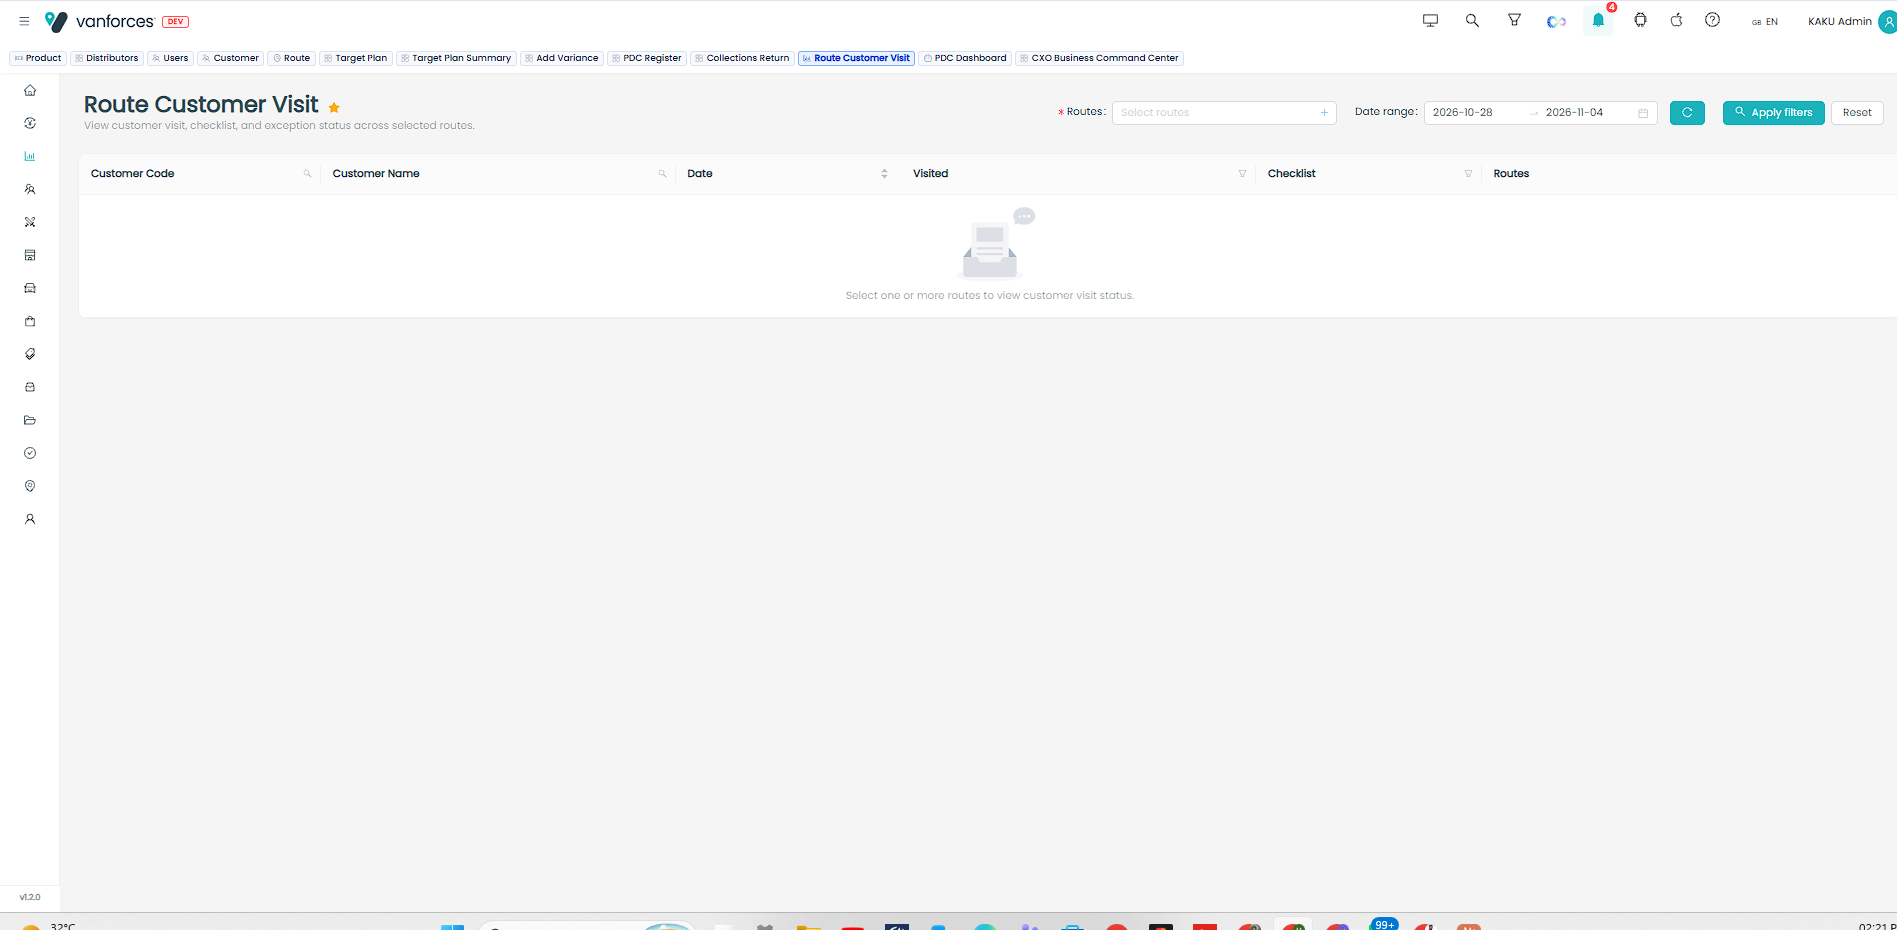 vanforces DEV 4 GB EN KAKU Admin
Product Distributors Users Customer Route Target Plan Target Plan Summary Add Variance PDC Register Collections Return Route Customer Visit PDC Dashboard CXO Business Command Center
Route Customer Visit
View customer visit, checklist, and exception status across selected routes.
* Routes: Select routes + Date range: 2026-10-28 → 2026-11-04 Apply filters Reset
Customer Code Customer Name Date Visited Checklist Routes
Select one or more routes to view customer visit status.
v1.2.0
32°C 99+ 02:21 P